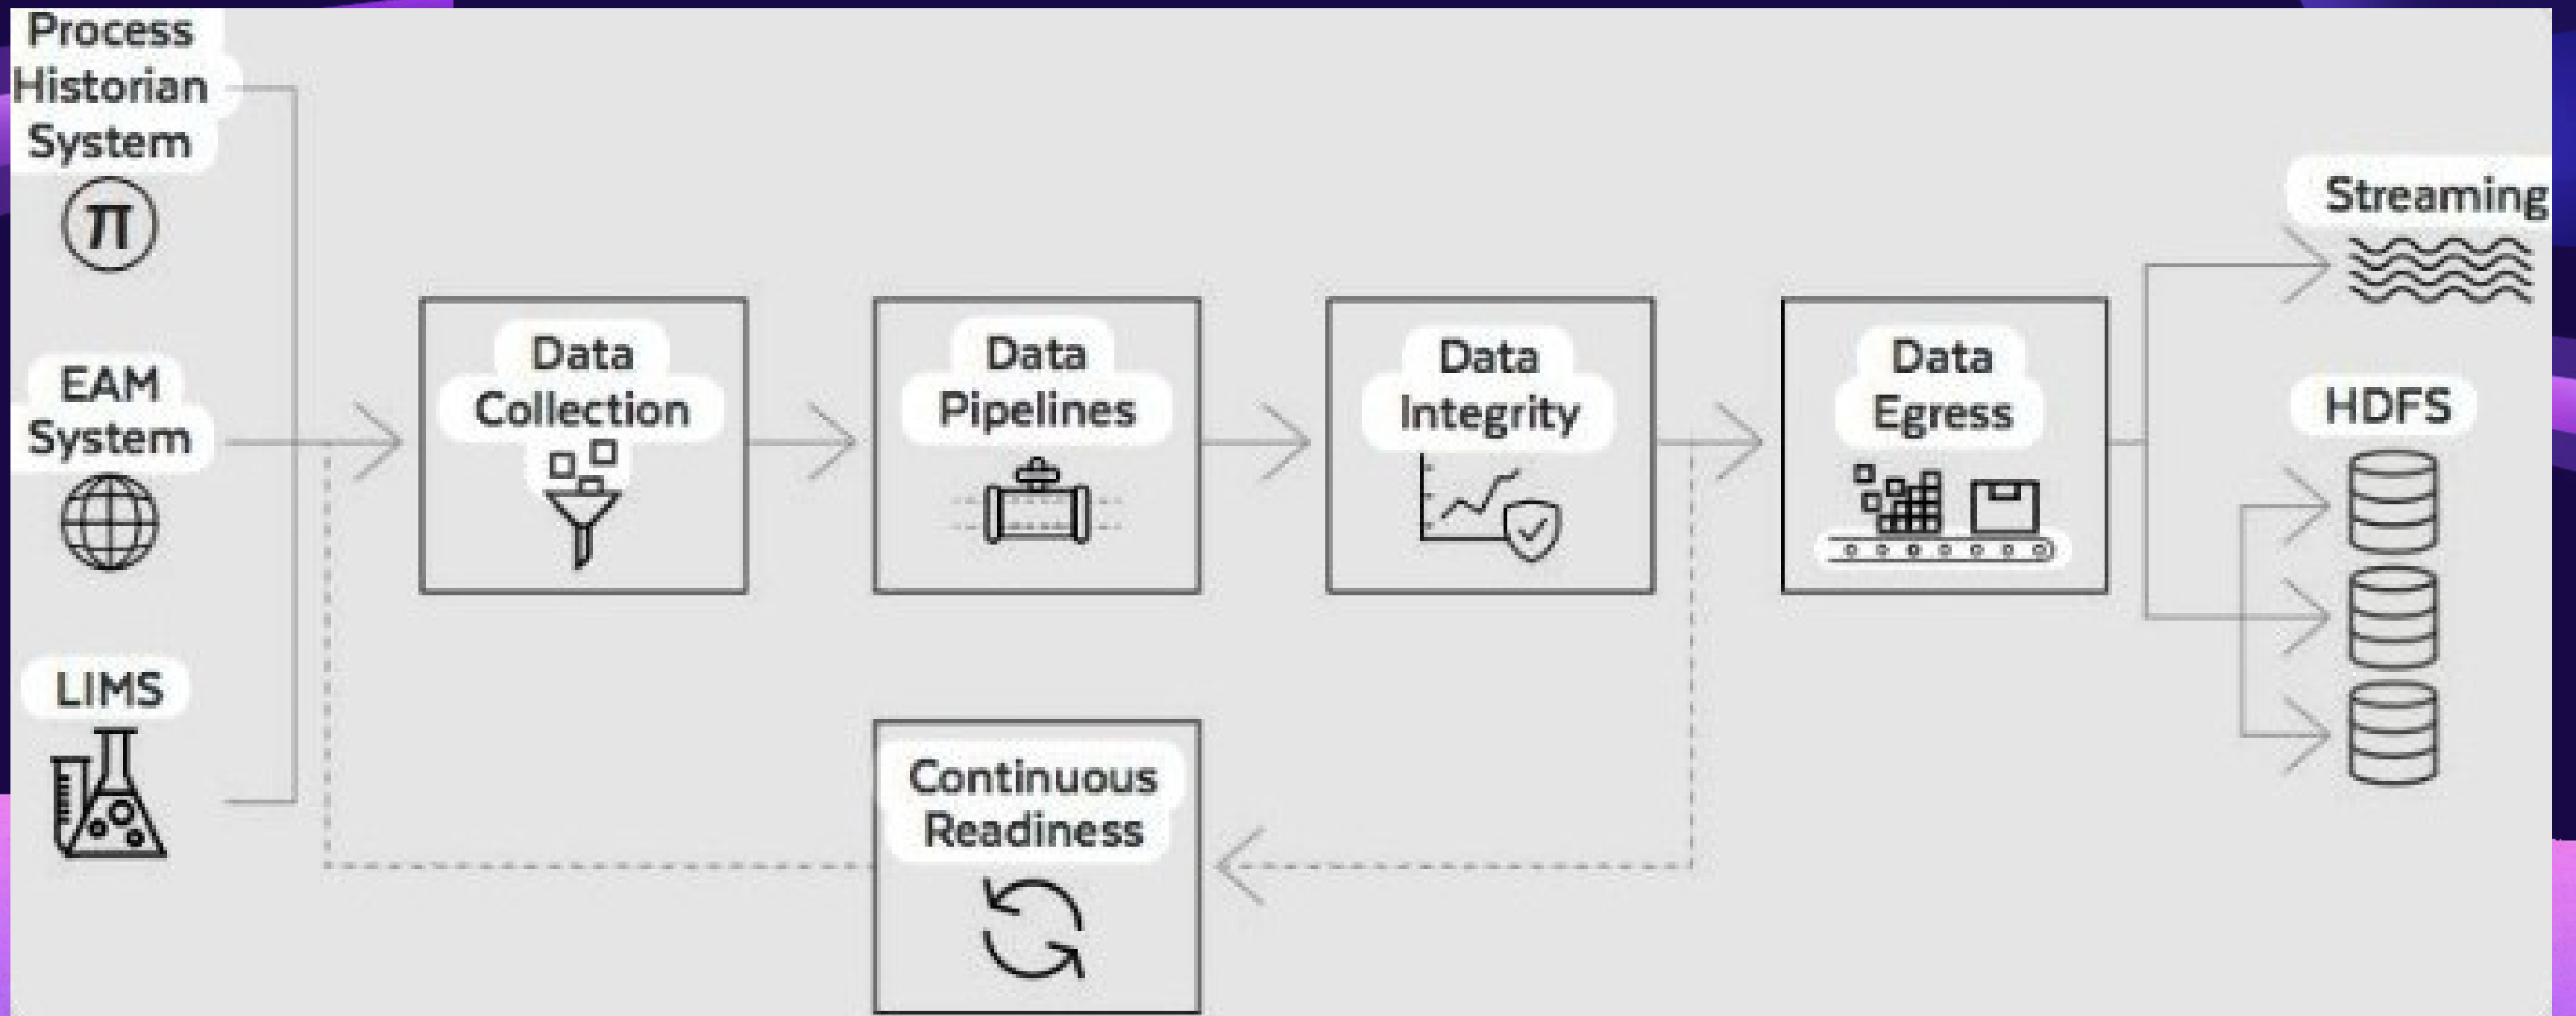 Process
Historian
System
π
EAM
System
LIMS
Data
Collection
Data
Pipelines
Data
Integrity
Data
Egress
Continuous
Readiness
Streaming
HDFS